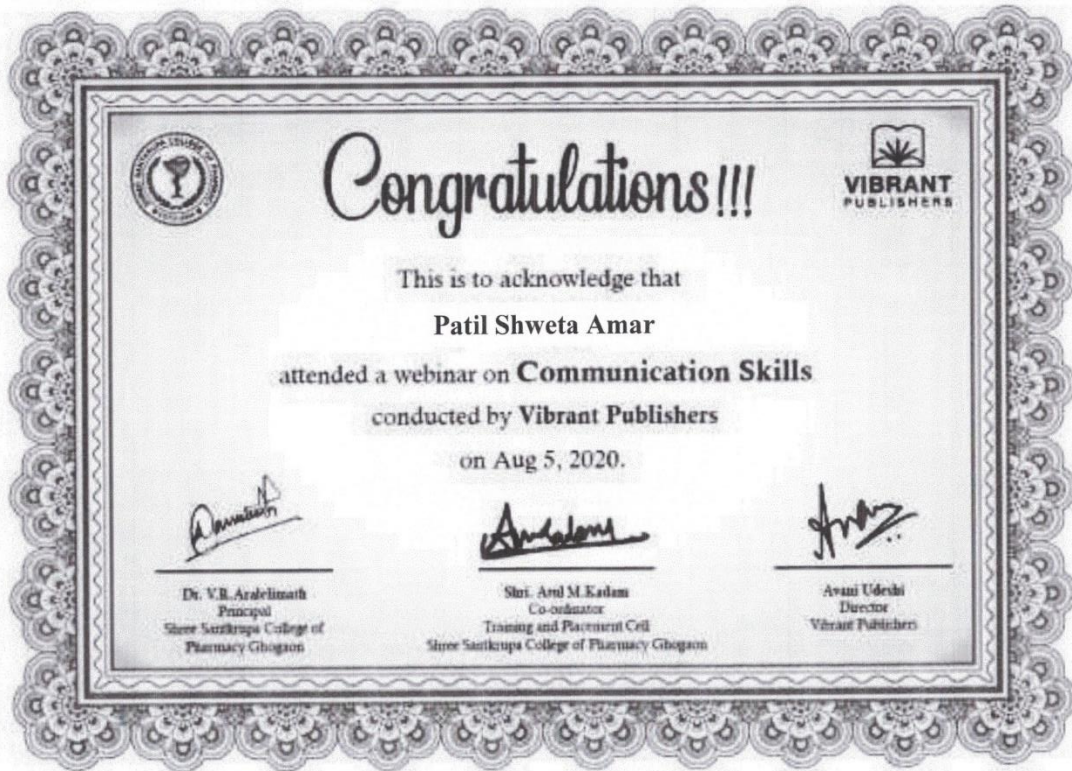 Congratulations!!!
VIBRANT
PUBLISHERS
This is to acknowledge that
Patil Shweta Amar
attended a webinar on Communication Skills
conducted by Vibrant Publishers
on Aug 5, 2020.
Dr. V.R. Aralelimath
Principal
Shree Santkrupa College of
Pharmacy Ghogaon
Shri. Amul M. Kadam
Co-ordinator
Training and Placement Cell
Shree Santkrupa College of Pharmacy Ghogaon
Avani Udeshi
Director
Vibrant Publishers